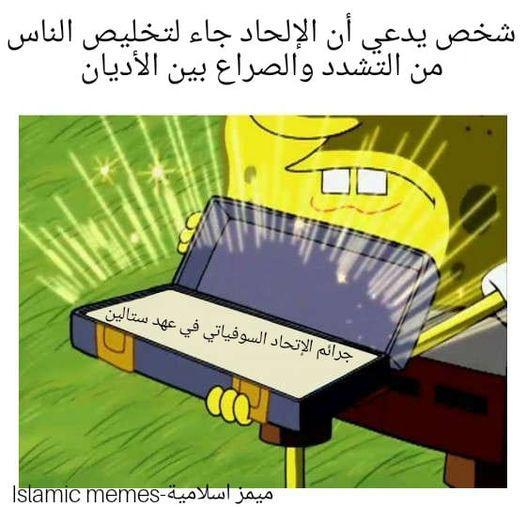 شخص يدعي أن الإلحاد جاء لتخليص الناس
من التشدد والصراع بين الأديان
جرائم الإتحاد السوفياتي في عهد ستالين
Islamic memes-ميمز اسلامية